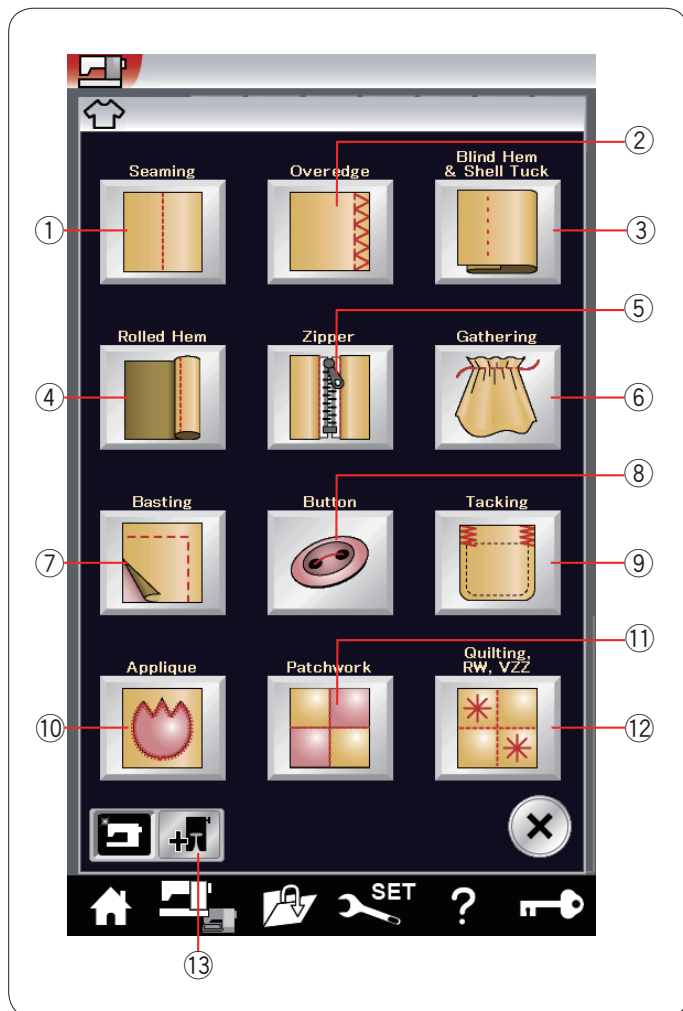 ②
Blind Hem
Seaming Overedge & Shell Tuck
① ③
⑤
Rolled Hem Zipper Gathering
④ ⑥
⑧
Basting Button Tacking
⑦ ⑨
⑪
Quilting,
Applique Patchwork RW, VZZ
⑩ ⑫
SET
?
⑬